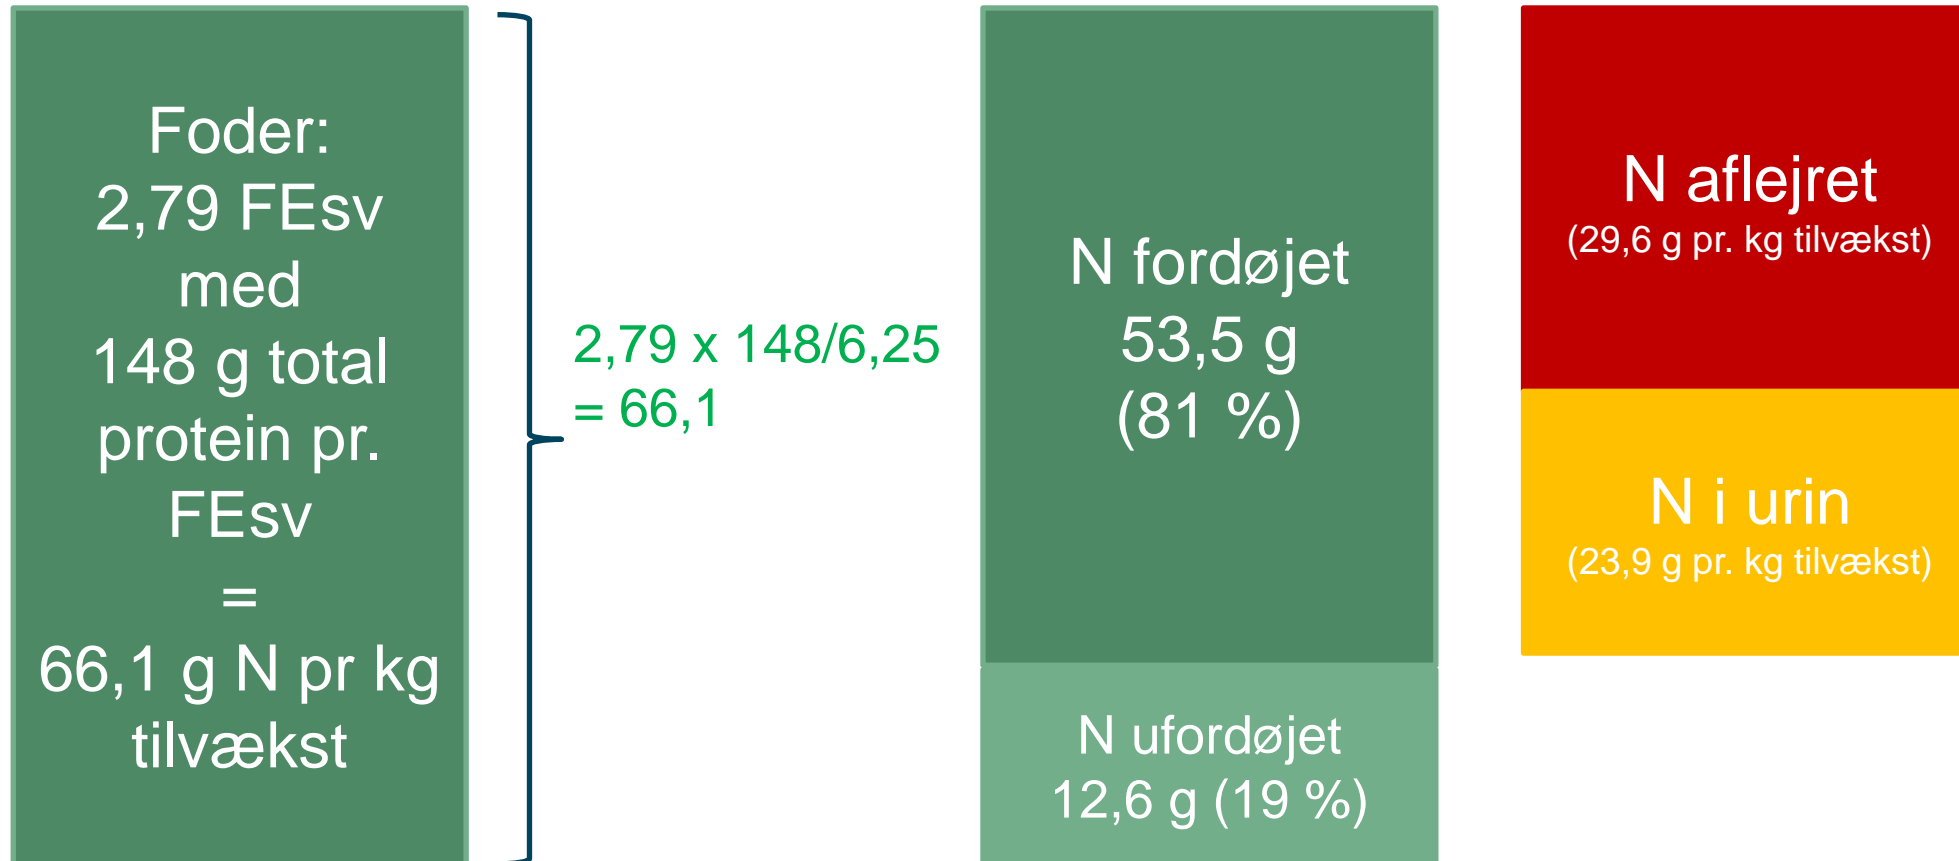 Foder:
2,79 FEsv
med
148 g total
protein pr.
FEsv
=
66,1 g N pr kg
tilvækst
2,79 x 148/6,25
= 66,1
N fordøjet
53,5 g
(81 %)
N ufordøjet
12,6 g (19 %)
N aflejret
(29,6 g pr. kg tilvækst)
N i urin
(23,9 g pr. kg tilvækst)